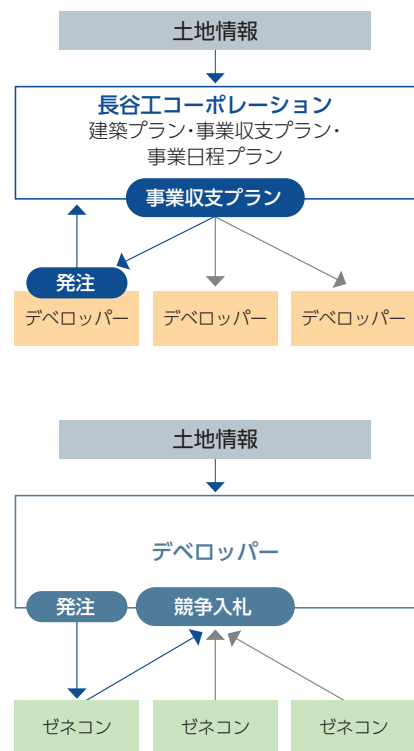 土地情報
長谷工コーポレーション
建築プラン・事業収支プラン・
事業日程プラン
事業収支プラン
発注
デベロッパー
デベロッパー
デベロッパー
土地情報
デベロッパー
発注
競争入札
ゼネコン
ゼネコン
ゼネコン